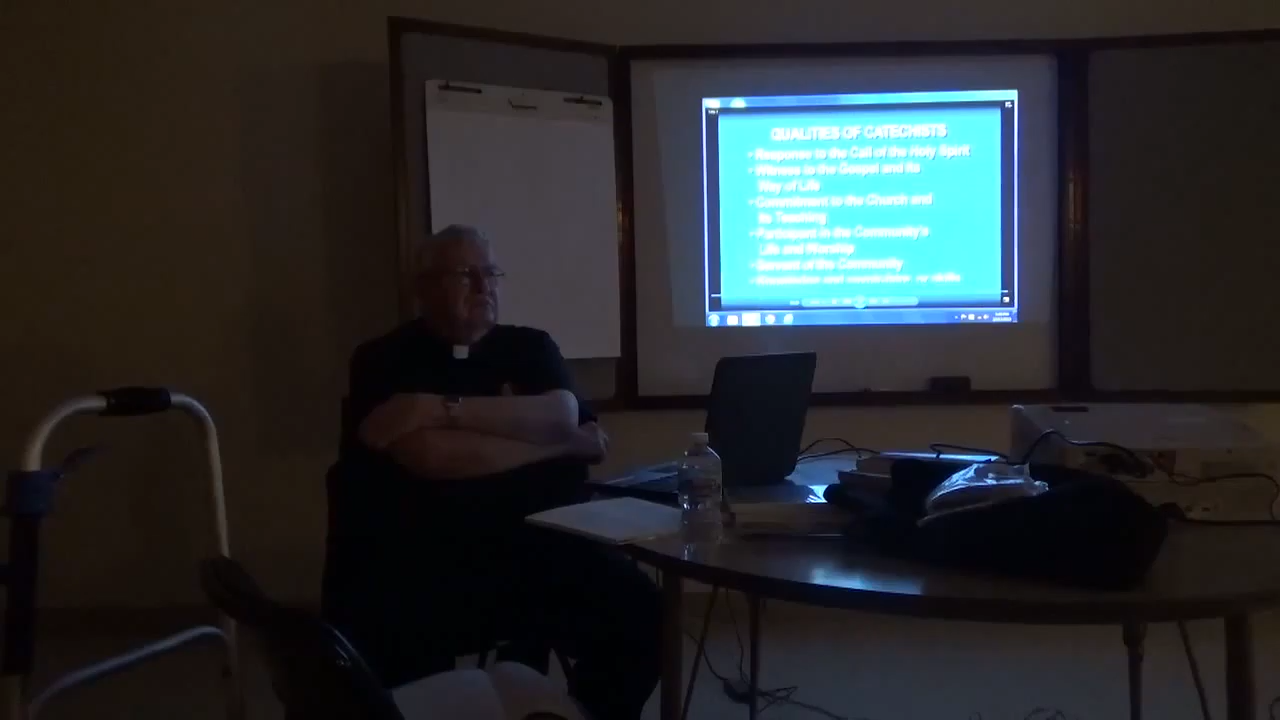 QUALITIES OF CATECHISTS
• Response to the Call of the Holy Spirit
• Witness to the Gospel and its
Way of Life
• Commitment to the Church and
its Teaching
• Participant in the Community's
Life and Worship
• Servant of the Community